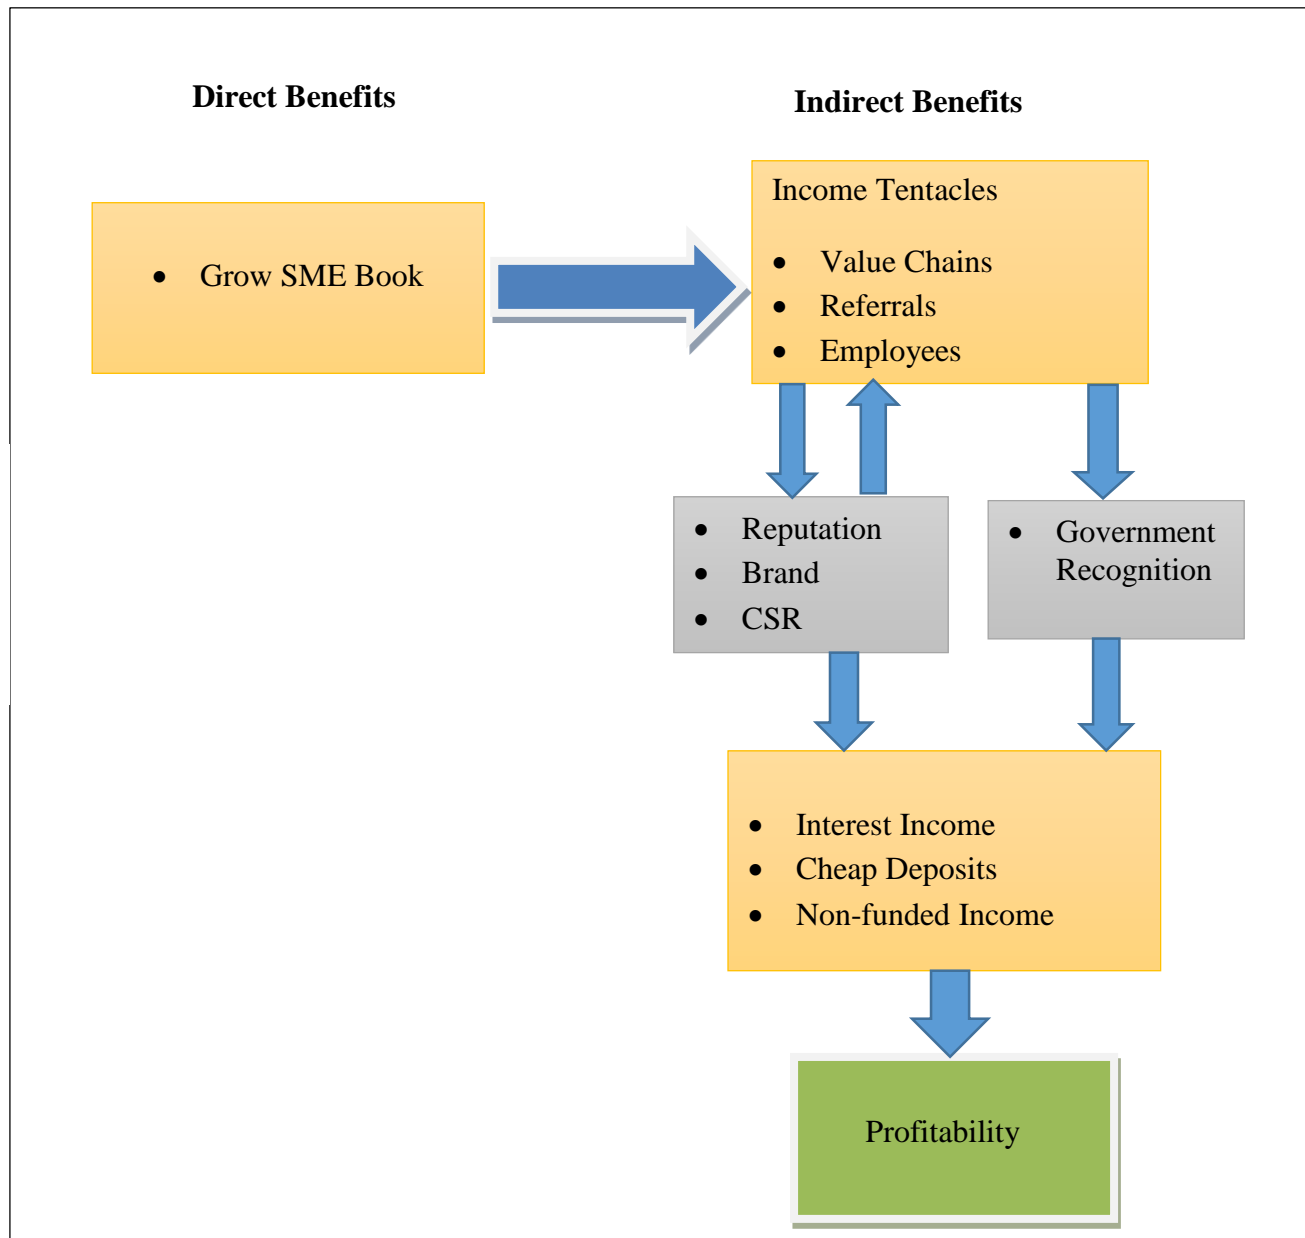 Direct Benefits
Indirect Benefits
• Grow SME Book
Income Tentacles
• Value Chains
• Referrals
• Employees
• Reputation
• Brand
• CSR
• Government
Recognition
• Interest Income
• Cheap Deposits
• Non-funded Income
Profitability